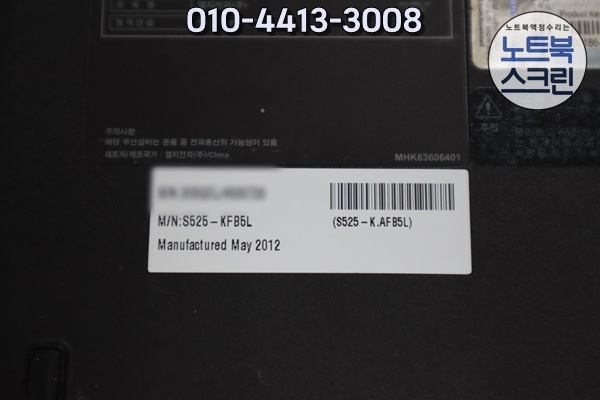 010-4413-3008
노트북액정수리는
노트북
스크린
주의
주의사항
해당 무선설비는 운용 중 전파혼신의 가능성이 있음
제조자/제조국가 : 엘지전자(주)/China
MHK63606401
M/N:S525-KFB5L
(S525-K.AFB5L)
Manufactured May 2012